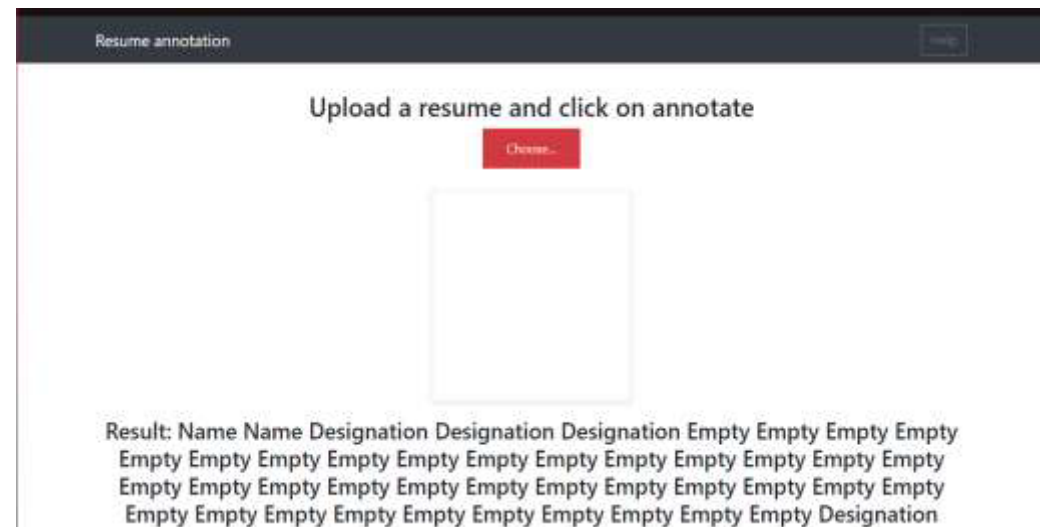 Resume annotation
Upload a resume and click on annotate
Choose...
Result: Name Name Designation Designation Designation Empty Empty Empty Empty
Empty Empty Empty Empty Empty Empty Empty Empty Empty Empty Empty Empty
Empty Empty Empty Empty Empty Empty Empty Empty Empty Empty Empty Empty
Empty Empty Empty Empty Empty Empty Empty Empty Empty Empty Designation